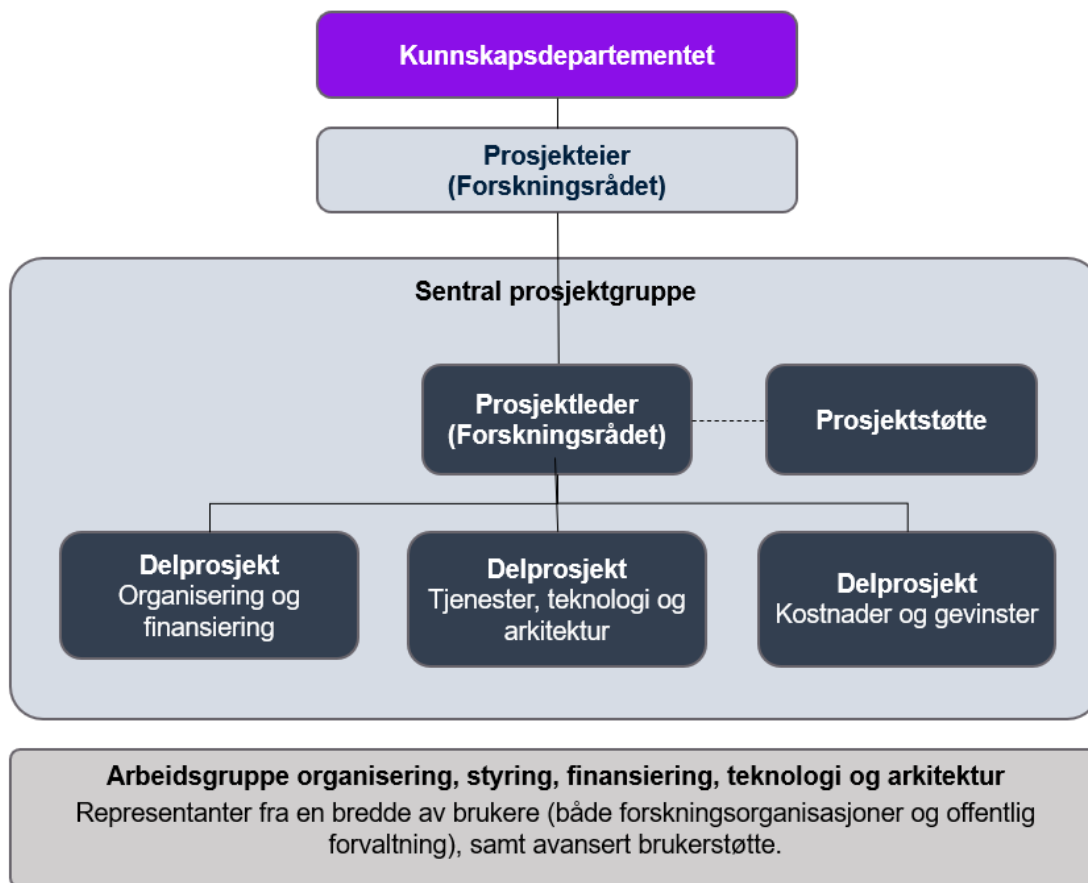 Kunnskapsdepartementet
Prosjekteier
(Forskningsrådet)
Sentral prosjektgruppe
Prosjektleder
(Forskningsrådet)
Prosjektstøtte
Delprosjekt
Organisering og
finansiering
Delprosjekt
Tjenester, teknologi og
arkitektur
Delprosjekt
Kostnader og gevinster
Arbeidsgruppe organisering, styring, finansiering, teknologi og arkitektur
Representanter fra en bredde av brukere (både forskningsorganisasjoner og offentlig
forvaltning), samt avansert brukerstøtte.